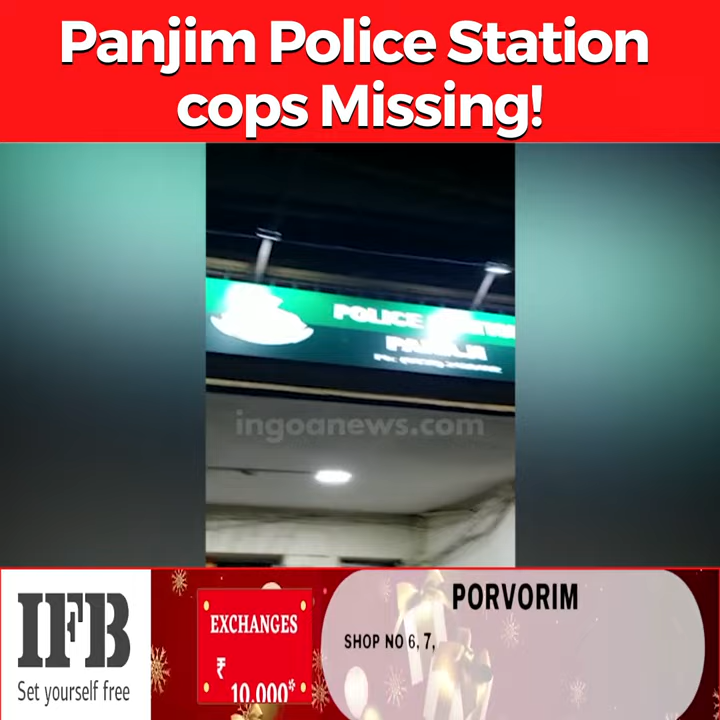 Panjim Police Station
cops Missing!
POLICE
ingoanews.com
IFB
Set yourself free
EXCHANGES
₹
10,000*
PORVORIM
SHOP NO 6, 7,